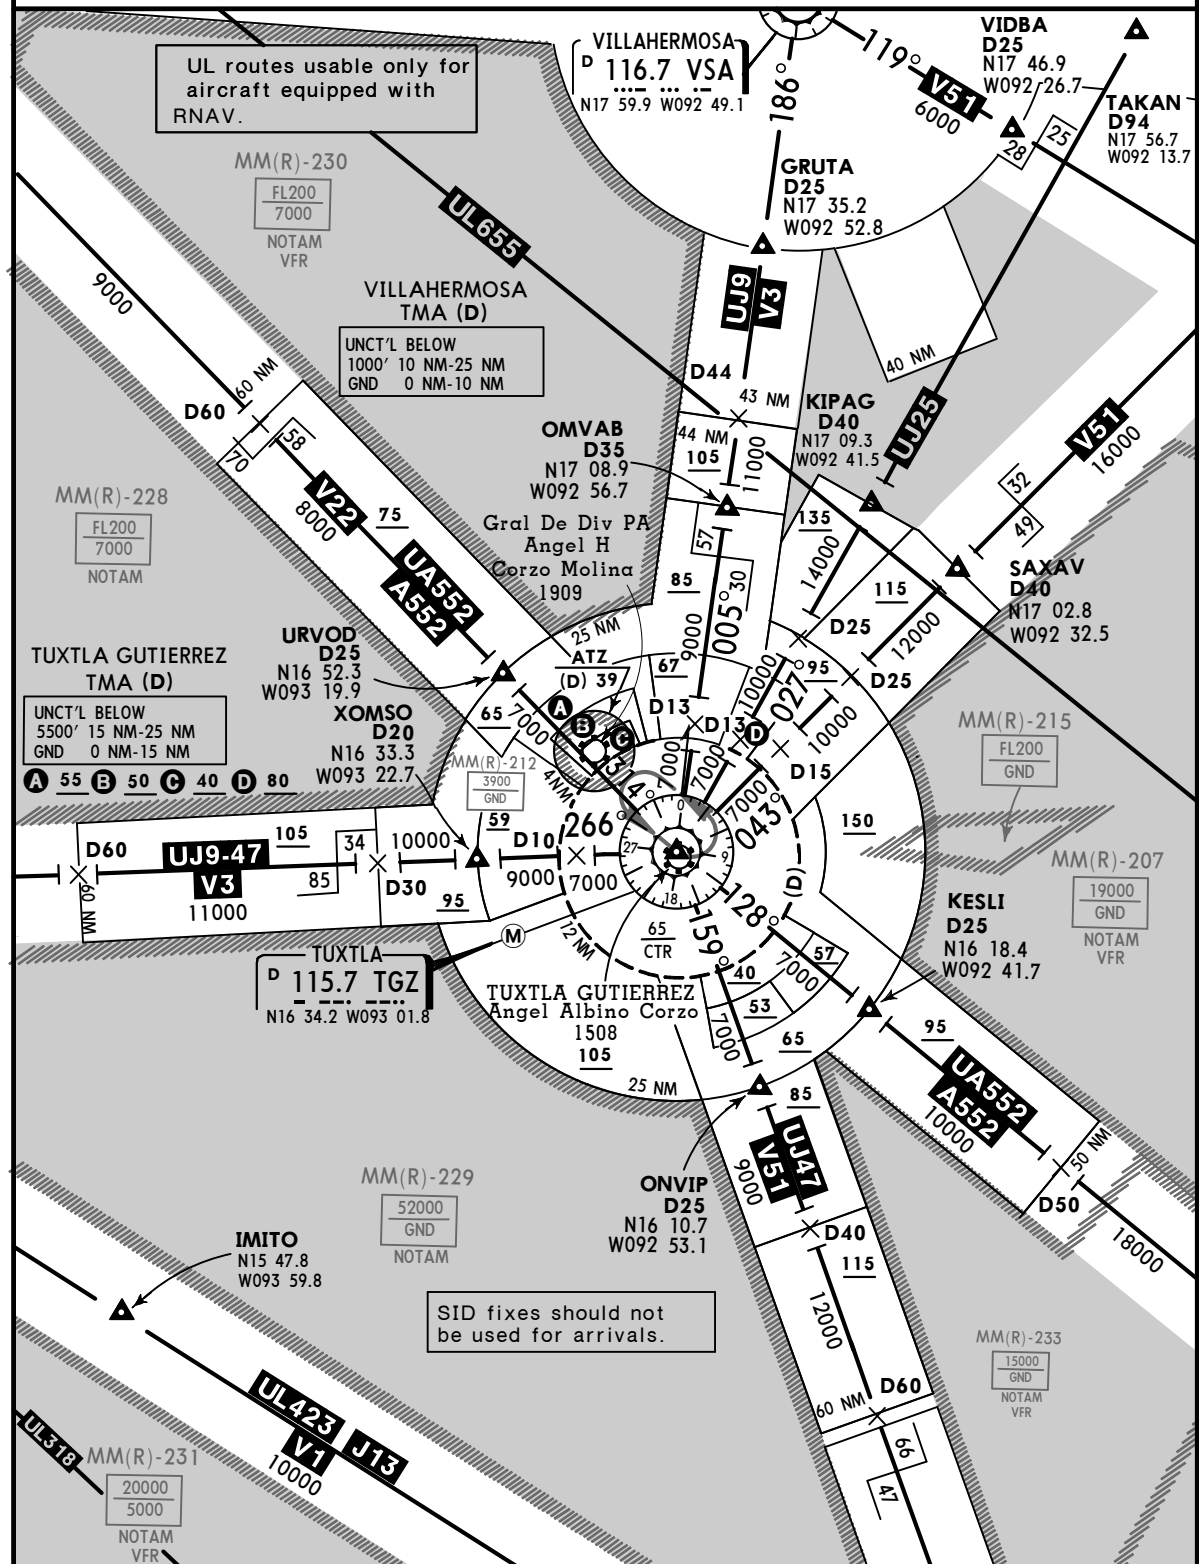 UL routes usable only for
aircraft equipped with
RNAV.
VILLAHERMOSA
D 116.7 VSA
N17 59.9 W092 49.1
186°
119°
V51
6000
VIDBA
D25
N17 46.9
W092 26.7
TAKAN
D94
N17 56.7
W092 13.7
28
25
MM(R)-230
FL200
7000
NOTAM
VFR
UL655
GRUTA
D25
N17 35.2
W092 52.8
9000
VILLAHERMOSA
TMA (D)
UNCT'L BELOW
1000' 10 NM-25 NM
GND 0 NM-10 NM
UJ9
V3
40 NM
D44
43 NM
60 NM
D60
58
70
OMVAB
D35
N17 08.9
W092 56.7
44 NM
105
11000
KIPAG
D40
N17 09.3
W092 41.5
UJ25
V51
16000
32
49
MM(R)-228
FL200
7000
NOTAM
V22
8000
75
UA552
A552
Gral De Div PA
Angel H
Corzo Molina
1909
57
85
30
9000
005°
135
14000
115
12000
SAXAV
D40
N17 02.8
W092 32.5
TUXTLA GUTIERREZ
TMA (D)
UNCT'L BELOW
5500' 15 NM-25 NM
GND 0 NM-15 NM
A 55 B 50 C 40 D 80
URVOD
D25
N16 52.3
W093 19.9
25 NM
ATZ
(D) 39
67
D25
95
D25
10000
027°
XOMSO
D20
N16 33.3
W093 22.7
65
7000
A
B
C
D13
D13
D
10000
D15
MM(R)-212
3900
GND
4 NM
314°
7000
7000
7000
043°
MM(R)-215
FL200
GND
D60
105
UJ9-47
V3
11000
34
85
10000
D30
59
D10
266°
9000
7000
95
60 NM
27
0
9
18
150
(D)
128°
159°
MM(R)-207
19000
GND
NOTAM
VFR
KESLI
D25
N16 18.4
W092 41.7
M
12 NM
65
CTR
TUXTLA
D 115.7 TGZ
N16 34.2 W093 01.8
TUXTLA GUTIERREZ
Angel Albino Corzo
1508
105
25 NM
40
57
7000
53
7000
65
85
95
UA552
A552
10000
50 NM
D50
18000
MM(R)-229
52000
GND
NOTAM
ONVIP
D25
N16 10.7
W092 53.1
9000
UJ47
V51
D40
115
12000
IMITO
N15 47.8
W093 59.8
SID fixes should not
be used for arrivals.
MM(R)-233
15000
GND
NOTAM
VFR
UL423 J13
V1
10000
60 NM
D60
66
47
UL318
MM(R)-231
20000
5000
NOTAM
VFR